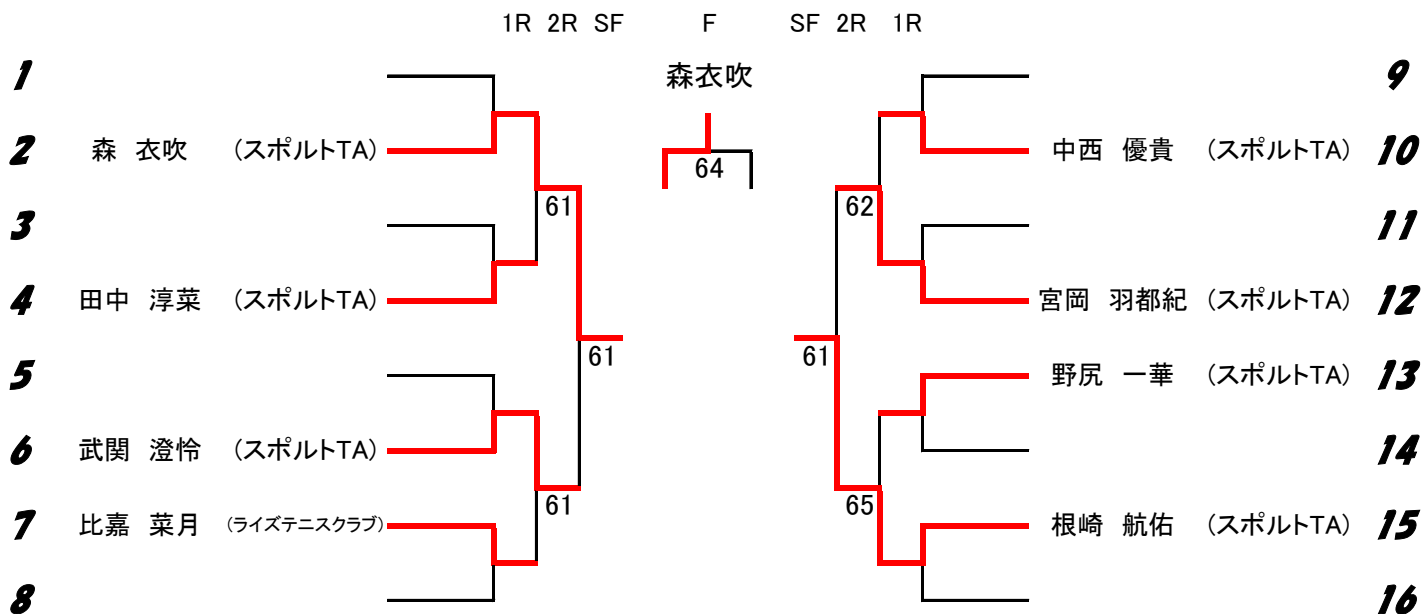 1R 2R SF F SF 2R 1R
森衣吹
1
2 森 衣吹 (スポルトTA)
3
4 田中 淳菜 (スポルトTA)
5
6 武関 澄怜 (スポルトTA)
7 比嘉 菜月 (ライズテニスクラブ)
8
61
61
61
64
62
61
65
9
中西 優貴 (スポルトTA) 10
11
宮岡 羽都紀 (スポルトTA) 12
野尻 一華 (スポルトTA) 13
14
根崎 航佑 (スポルトTA) 15
16